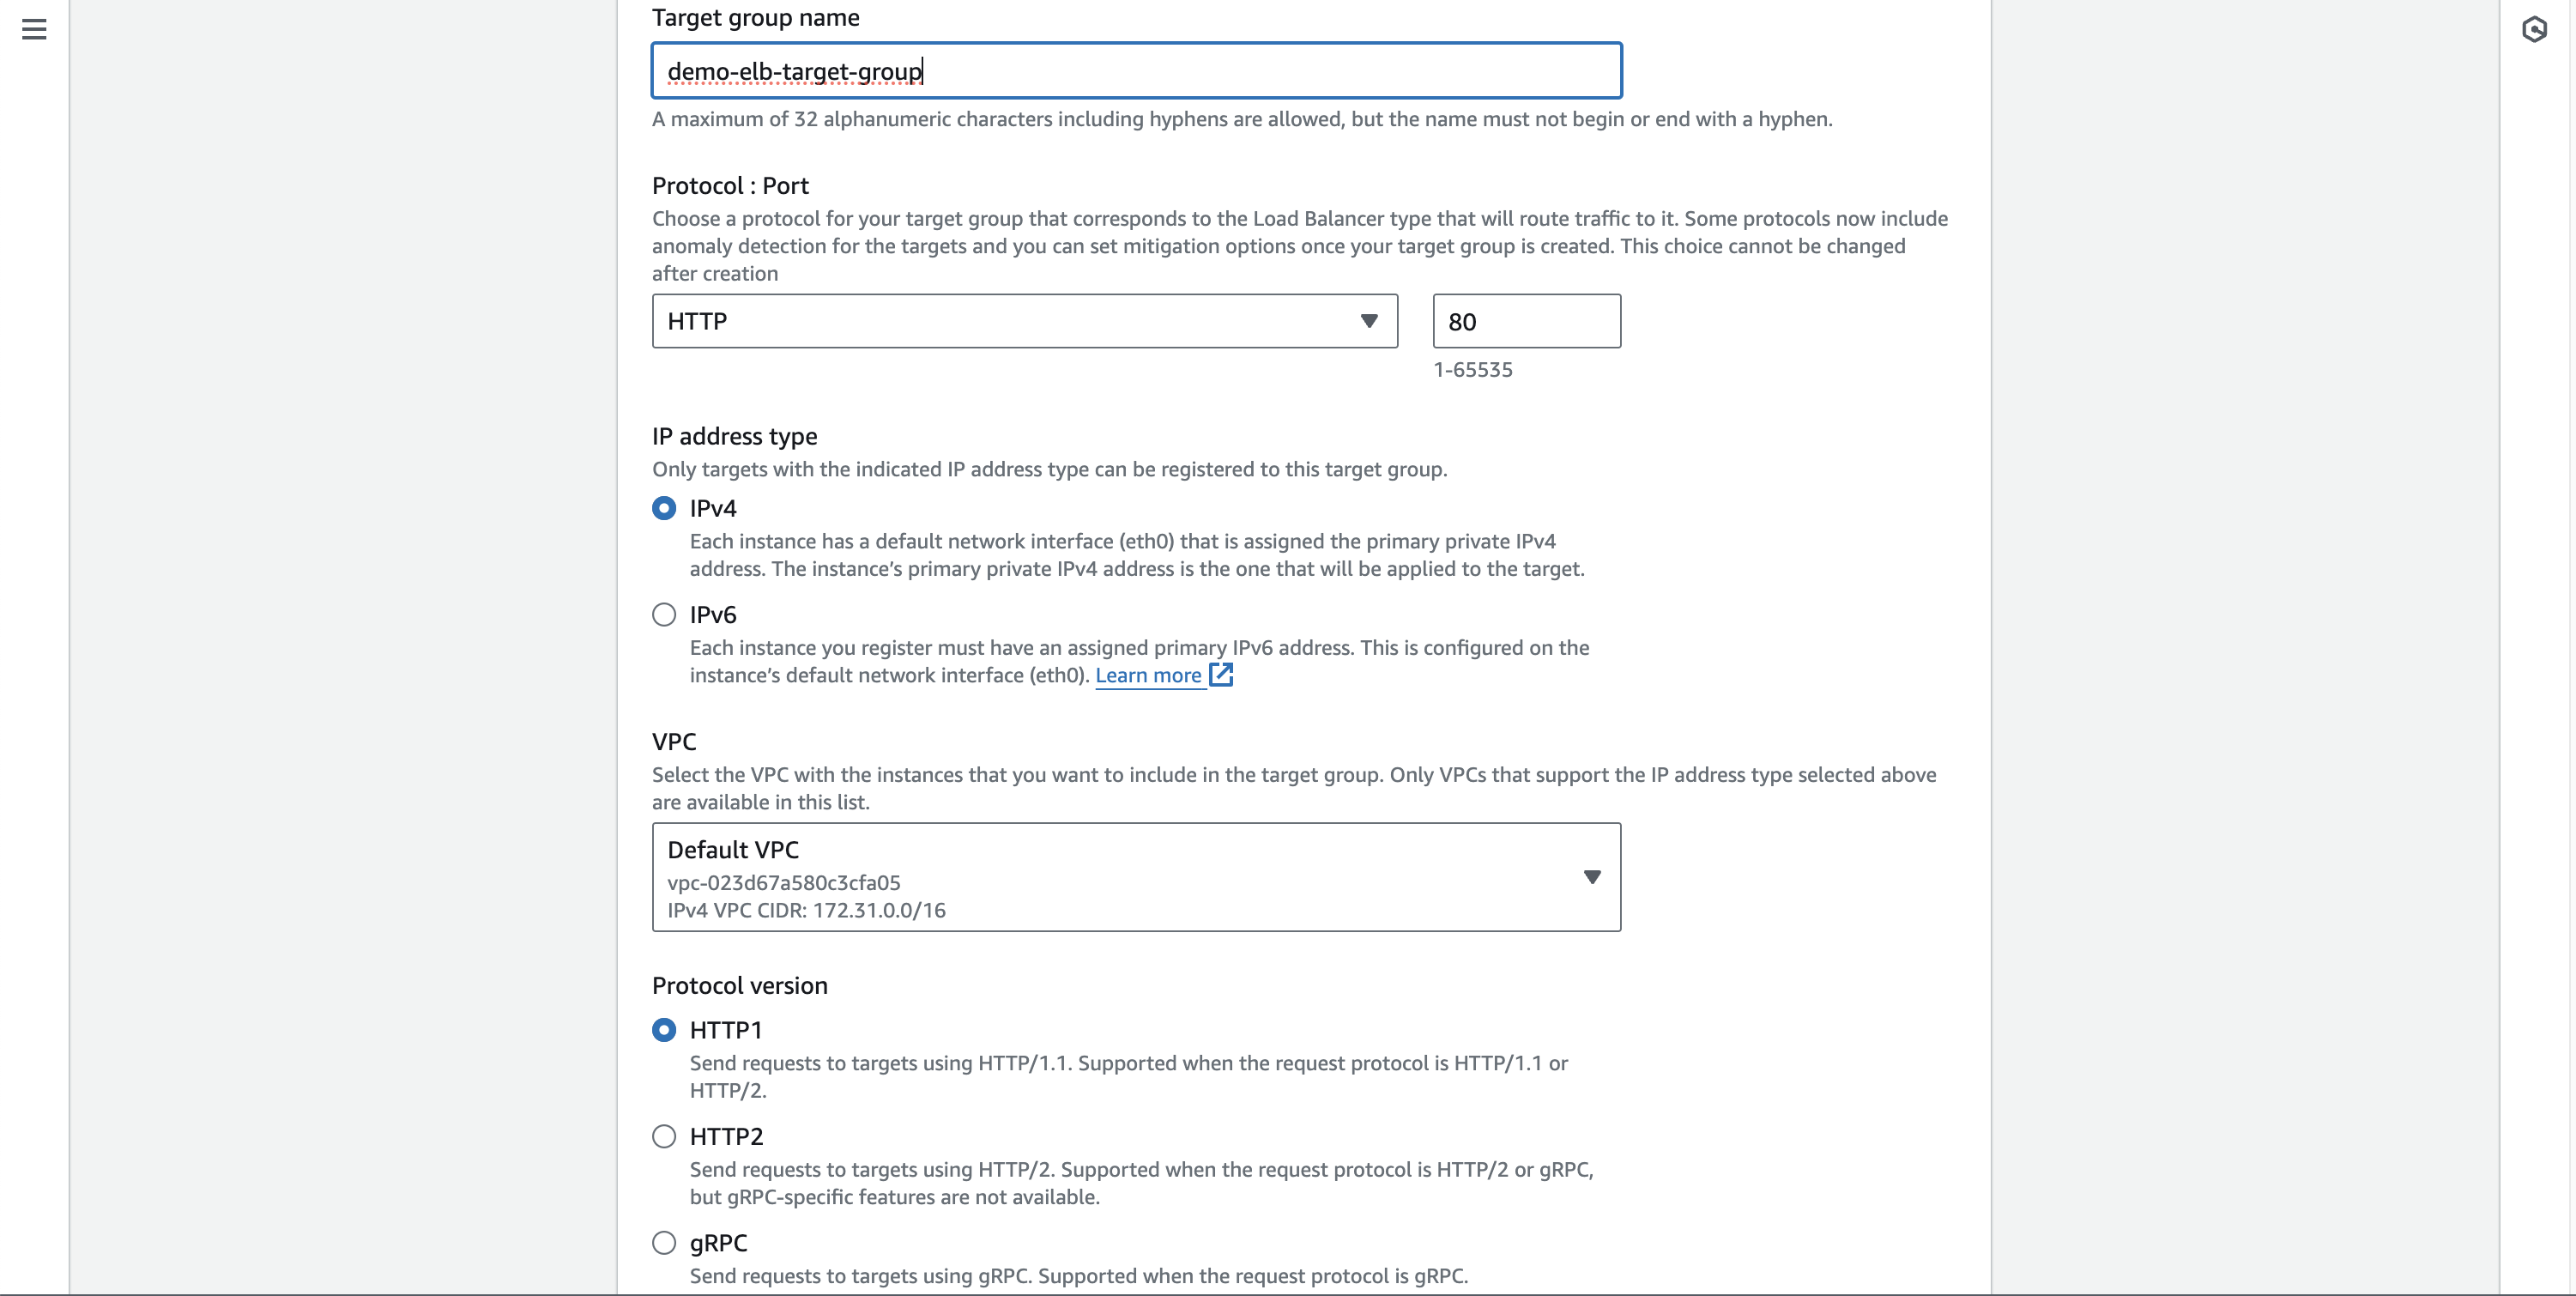 Target group name
demo-elb-target-group
A maximum of 32 alphanumeric characters including hyphens are allowed, but the name must not begin or end with a hyphen.
Protocol : Port
Choose a protocol for your target group that corresponds to the Load Balancer type that will route traffic to it. Some protocols now include
anomaly detection for the targets and you can set mitigation options once your target group is created. This choice cannot be changed
after creation
HTTP
80
1-65535
IP address type
Only targets with the indicated IP address type can be registered to this target group.
IPv4
Each instance has a default network interface (eth0) that is assigned the primary private IPv4
address. The instance’s primary private IPv4 address is the one that will be applied to the target.
IPv6
Each instance you register must have an assigned primary IPv6 address. This is configured on the
instance’s default network interface (eth0). Learn more
VPC
Select the VPC with the instances that you want to include in the target group. Only VPCs that support the IP address type selected above
are available in this list.
Default VPC
vpc-023d67a580c3cfa05
IPv4 VPC CIDR: 172.31.0.0/16
Protocol version
HTTP1
Send requests to targets using HTTP/1.1. Supported when the request protocol is HTTP/1.1 or
HTTP/2.
HTTP2
Send requests to targets using HTTP/2. Supported when the request protocol is HTTP/2 or gRPC,
but gRPC-specific features are not available.
gRPC
Send requests to targets using gRPC. Supported when the request protocol is gRPC.